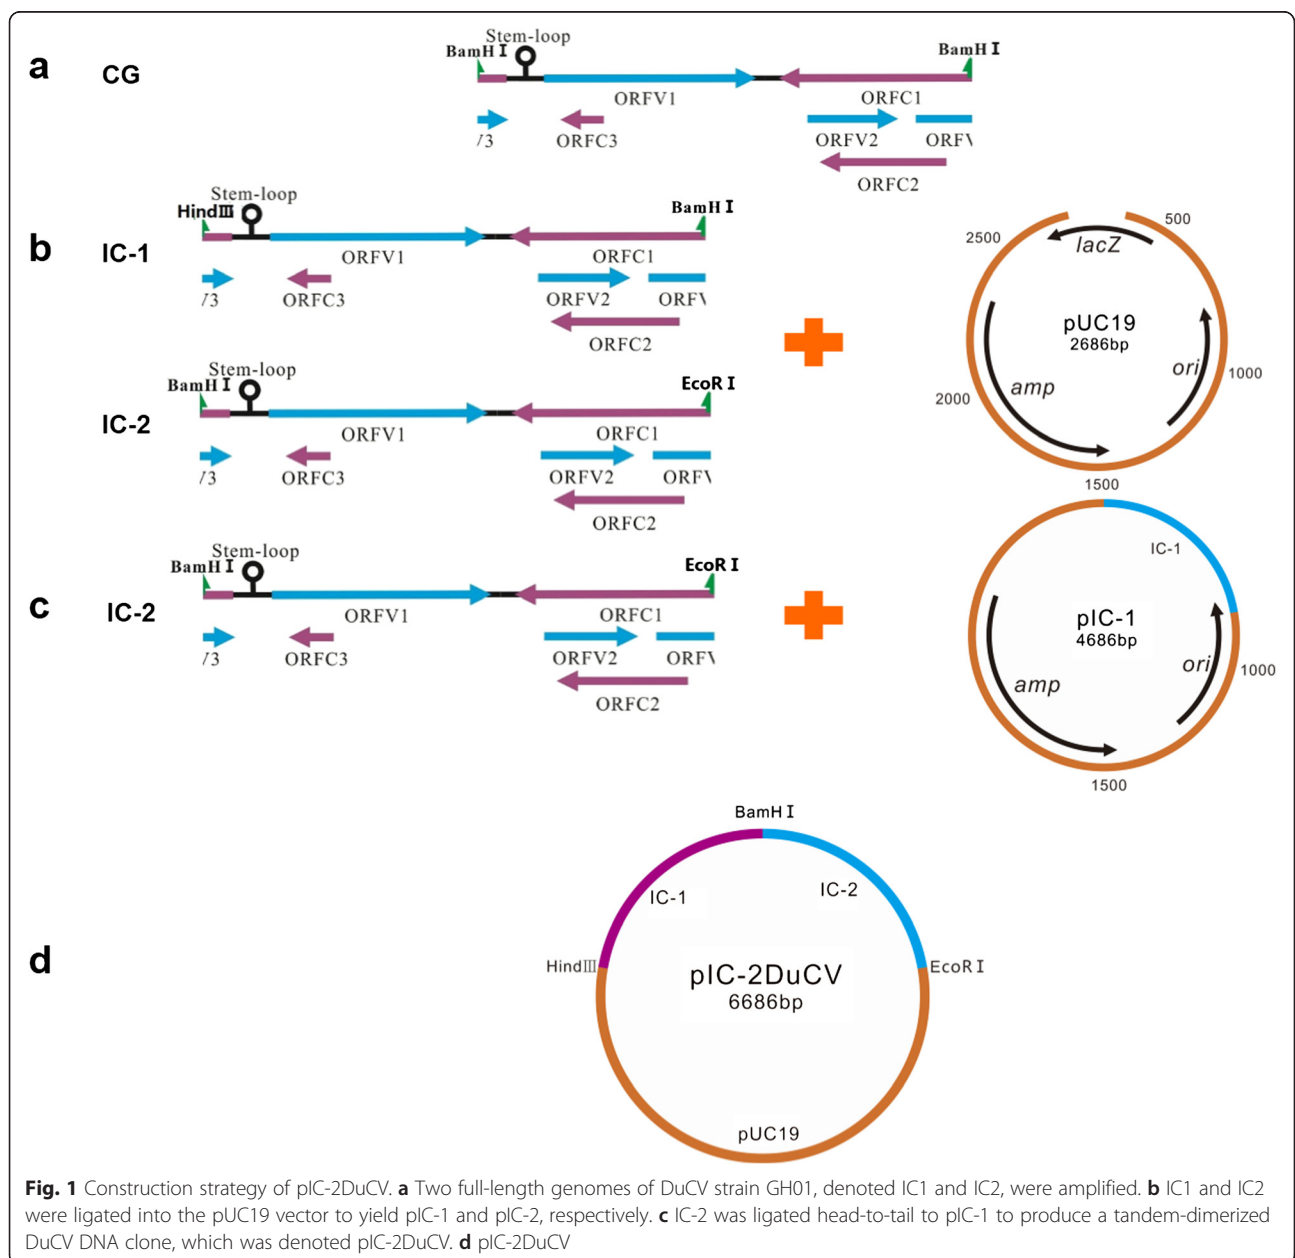 a
CG
Stem-loop
BamH I
BamH I
ORFV1
ORFC1
/3
ORFC3
ORFV2
ORFV
ORFC2
b
IC-1
Stem-loop
HindIII
BamH I
ORFV1
ORFC1
/3
ORFC3
ORFV2
ORFV
ORFC2
IC-2
Stem-loop
BamH I
EcoR I
ORFV1
ORFC1
/3
ORFC3
ORFV2
ORFV
ORFC2
500
2500
lacZ
pUC19
2686bp
ori
1000
amp
2000
1500
c
IC-2
Stem-loop
BamH I
EcoR I
ORFV1
ORFC1
/3
ORFC3
ORFV2
ORFV
ORFC2
IC-1
pIC-1
4686bp
ori
1000
amp
1500
d
BamH I
IC-1
IC-2
HindIII
EcoR I
pIC-2DuCV
6686bp
pUC19
Fig. 1 Construction strategy of pIC-2DuCV. a Two full-length genomes of DuCV strain GH01, denoted IC1 and IC2, were amplified. b IC1 and IC2
were ligated into the pUC19 vector to yield pIC-1 and pIC-2, respectively. c IC-2 was ligated head-to-tail to pIC-1 to produce a tandem-dimerized
DuCV DNA clone, which was denoted pIC-2DuCV. d pIC-2DuCV